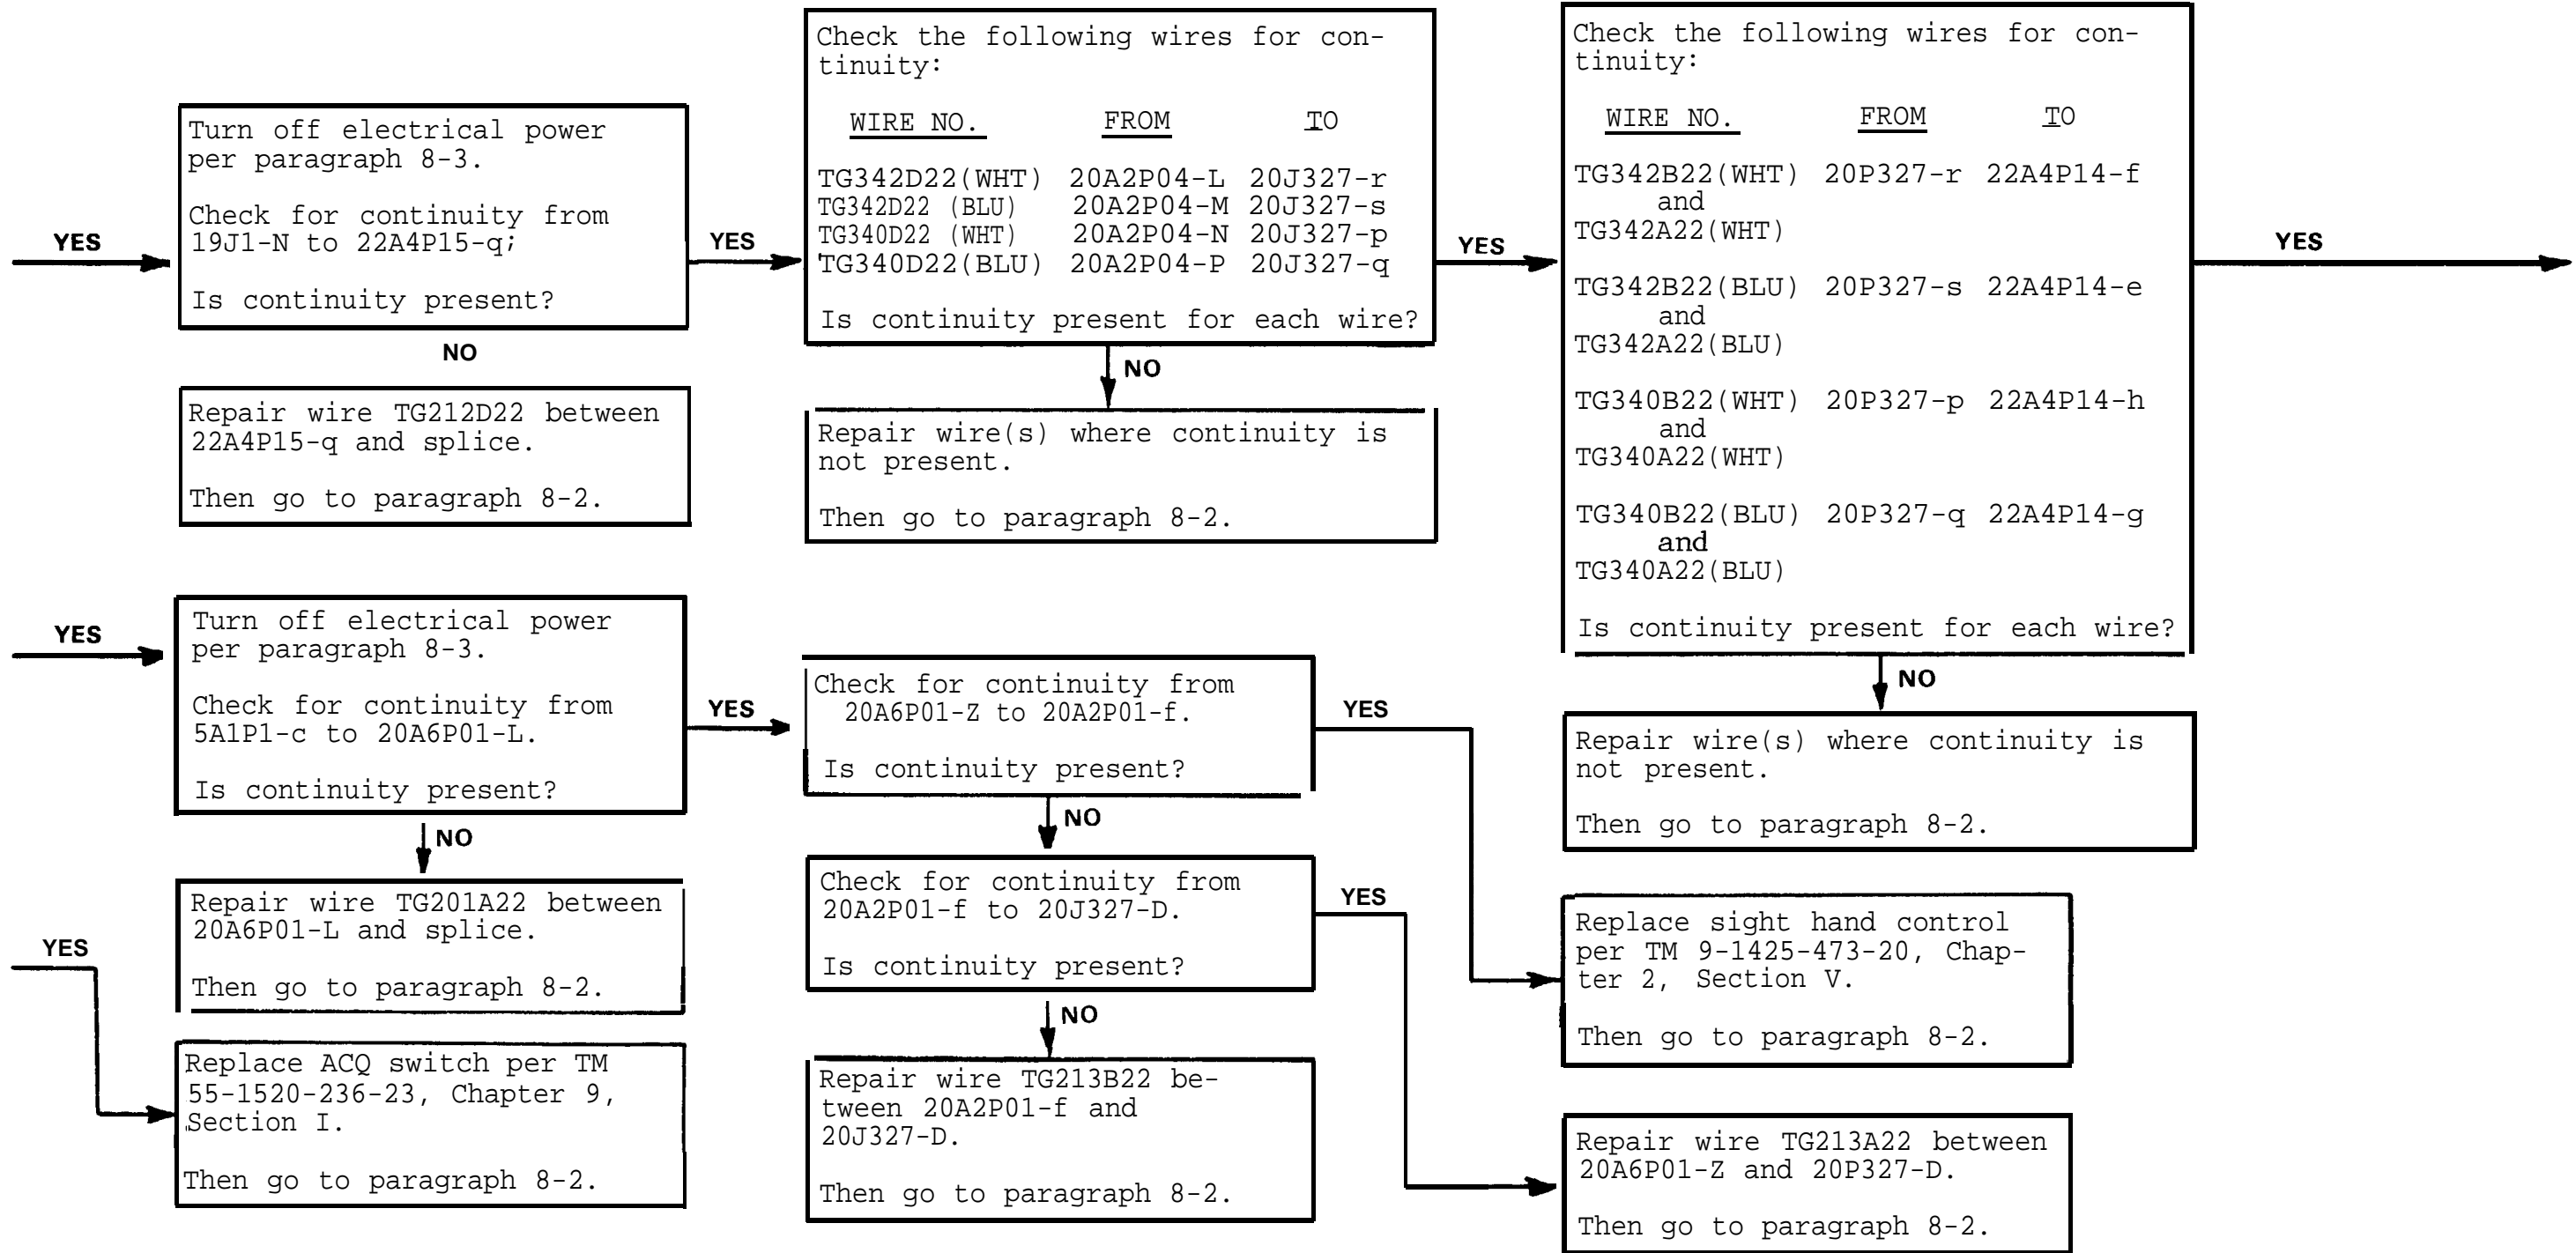 YES
Turn off electrical power
per paragraph 8-3.
Check for continuity from
19J1-N to 22A4P15-q;
Is continuity present?
NO
Repair wire TG212D22 between
22A4P15-q and splice.
Then go to paragraph 8-2.
YES
Check the following wires for con-
tinuity:
WIRE NO. FROM TO
TG342D22(WHT) 20A2P04-L 20J327-r
TG342D22 (BLU) 20A2P04-M 20J327-s
TG340D22 (WHT) 20A2P04-N 20J327-p
TG340D22(BLU) 20A2P04-P 20J327-q
Is continuity present for each wire?
NO
Repair wire(s) where continuity is
not present.
Then go to paragraph 8-2.
YES
Check the following wires for con-
tinuity:
WIRE NO. FROM TO
TG342B22(WHT) 20P327-r 22A4P14-f
and
TG342A22(WHT)
TG342B22(BLU) 20P327-s 22A4P14-e
and
TG342A22(BLU)
TG340B22(WHT) 20P327-p 22A4P14-h
and
TG340A22(WHT)
TG340B22(BLU) 20P327-q 22A4P14-g
and
TG340A22(BLU)
Is continuity present for each wire?
YES
NO
Repair wire(s) where continuity is
not present.
Then go to paragraph 8-2.
YES
Turn off electrical power
per paragraph 8-3.
Check for continuity from
5A1P1-c to 20A6P01-L.
Is continuity present?
NO
Repair wire TG201A22 between
20A6P01-L and splice.
Then go to paragraph 8-2.
YES
Check for continuity from
20A6P01-Z to 20A2P01-f.
Is continuity present?
YES
NO
Check for continuity from
20A2P01-f to 20J327-D.
Is continuity present?
YES
NO
Repair wire TG213B22 be-
tween 20A2P01-f and
20J327-D.
Then go to paragraph 8-2.
Replace sight hand control
per TM 9-1425-473-20, Chap-
ter 2, Section V.
Then go to paragraph 8-2.
Repair wire TG213A22 between
20A6P01-Z and 20P327-D.
Then go to paragraph 8-2.
YES
Replace ACQ switch per TM
55-1520-236-23, Chapter 9,
Section I.
Then go to paragraph 8-2.